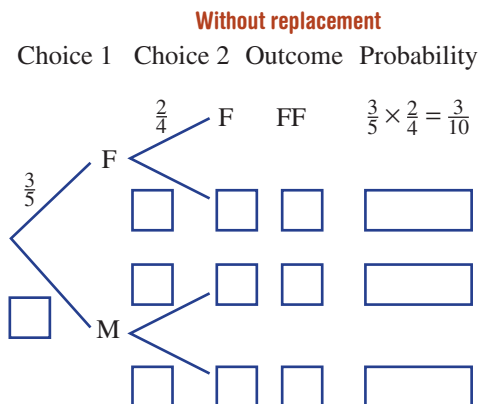 Without replacement
Choice 1 Choice 2 Outcome Probability
2/4 F FF 3/5 × 2/4 = 3/10
F
3/5
M